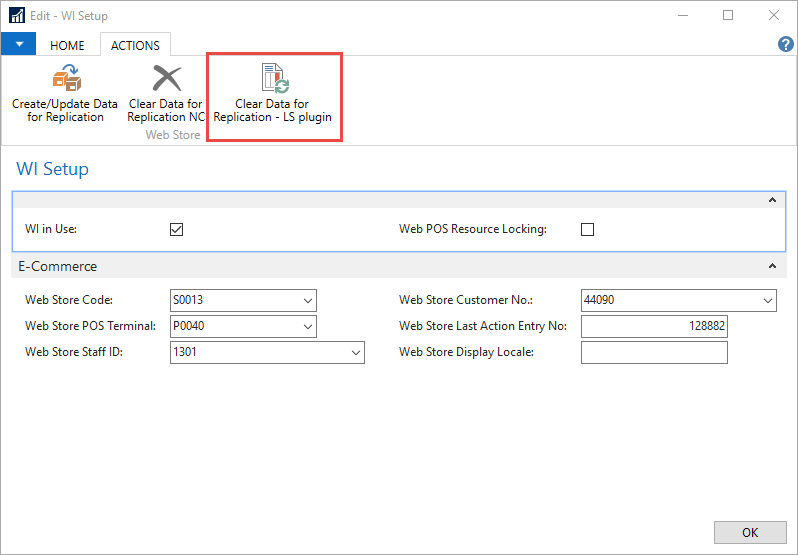 Edit - WI Setup
HOME
ACTIONS
?
Create/Update Data
for Replication
Clear Data for
Replication NC
Clear Data for
Replication - LS plugin
Web Store
WI Setup
WI in Use:
Web POS Resource Locking:
E-Commerce
Web Store Code:
S0013
Web Store Customer No.:
44090
Web Store POS Terminal:
P0040
Web Store Last Action Entry No:
128882
Web Store Staff ID:
1301
Web Store Display Locale:
OK